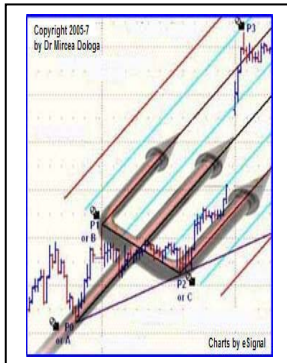 Copyright 2005-7
by Dr Mircea Dologa
P3
P1
or B
P2
or C
P0
or A
Charts by eSignal